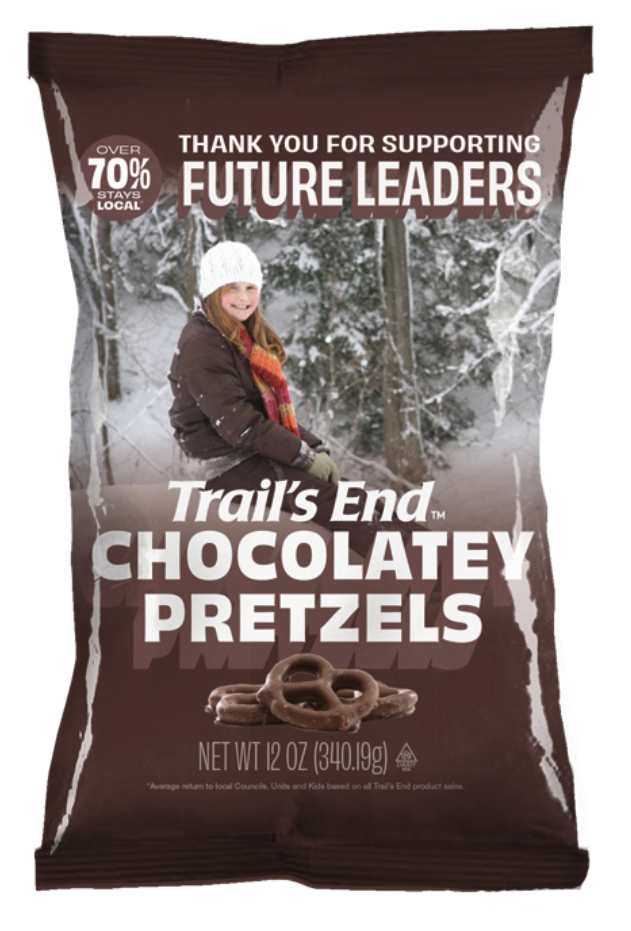 OVER
70%
STAYS
LOCAL*
THANK YOU FOR SUPPORTING
FUTURE LEADERS
Trail's End™
CHOCOLATEY
PRETZELS
NET WT 12 OZ (340.19g)
*Average return to local Councils, Units and Kids based on all Trail's End product sales.